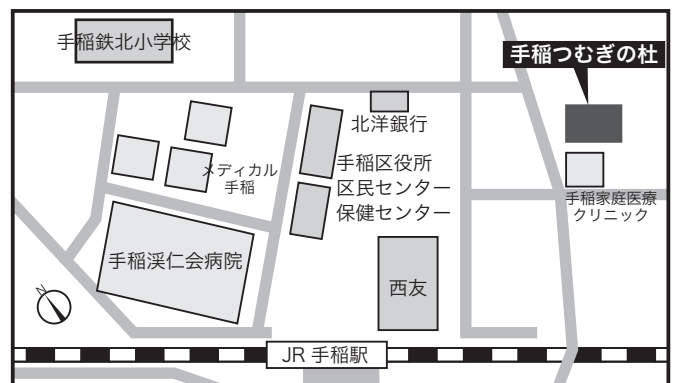 手稲鉄北小学校
手稲つむぎの杜
北洋銀行
メディカル
手稲
手稲区役所
区民センター
保健センター
手稲家庭医療
クリニック
手稲渓仁会病院
西友
N
JR 手稲駅